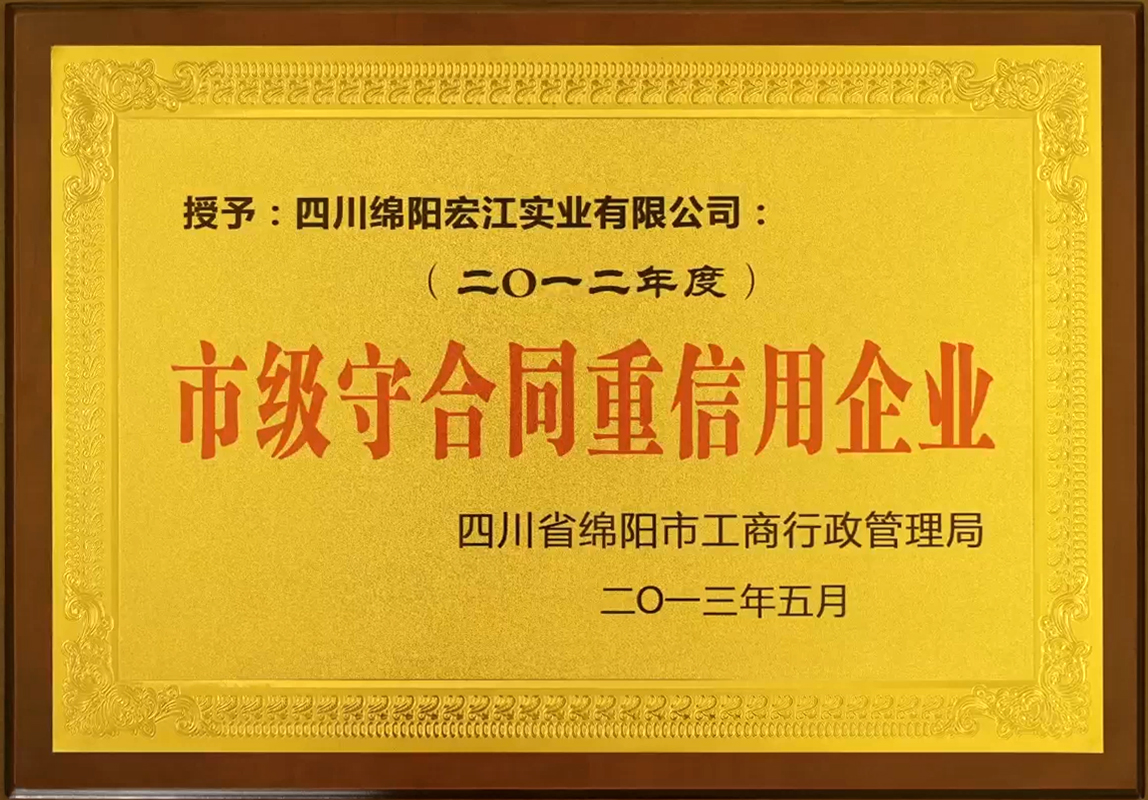 授予：四川绵阳宏江实业有限公司：
（二〇一二年度）
市级守合同重信用企业
四川省绵阳市工商行政管理局
二〇一三年五月